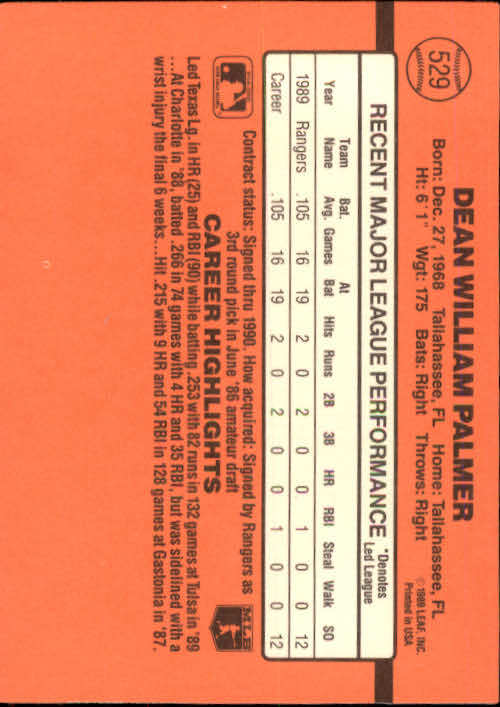 529
DEAN WILLIAM PALMER
Born: Dec. 27, 1968 Tallahassee, FL Home: Tallahassee, FL
Ht: 6'1" Wgt: 175 Bats: Right Throws: Right
©1989 LEAF, INC.
Printed in USA
RECENT MAJOR LEAGUE PERFORMANCE *Denotes Led League
Year Team Name Bat. Avg. Games At Bat Hits Runs 2B 3B HR RBI Steal Walk SO
1989 Rangers .105 16 19 2 0 2 0 0 1 0 0 12
Career .105 16 19 2 0 2 0 0 1 0 0 12
Contract status: Signed thru 1990. How acquired: Signed by Rangers as
3rd round pick in June '86 amateur draft
CAREER HIGHLIGHTS
MLB
Led Texas Lg. in HR (25) and RBI (90) while batting .253 with 82 runs in 132 games at Tulsa in '89
...At Charlotte in '88, batted .266 in 74 games with 4 HR and 35 RBI, but was sidelined with a
wrist injury the final 6 weeks...Hit .215 with 9 HR and 54 RBI in 128 games at Gastonia in '87.